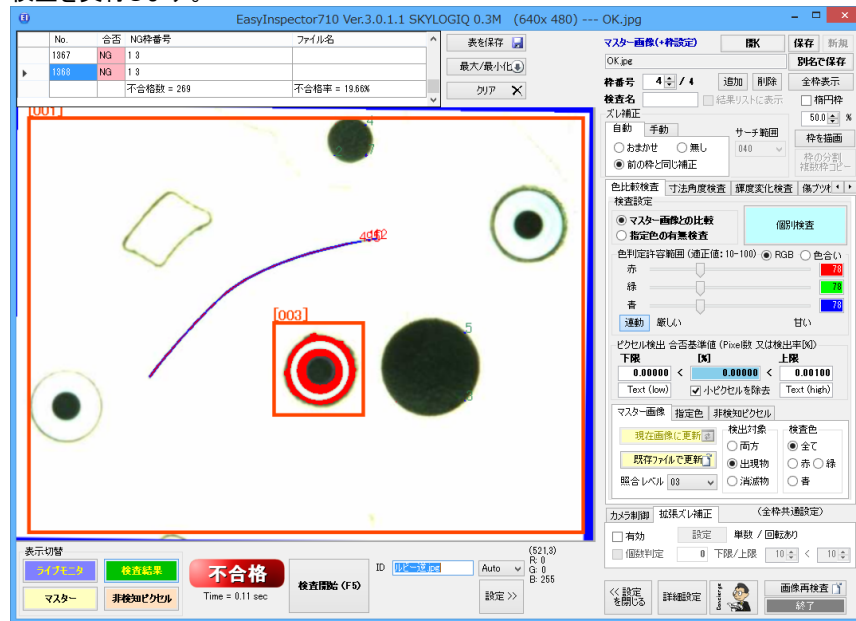 EasyInspector710 Ver.3.0.1.1 SKYLOGIQ 0.3M (640x 480) --- OK.jpg
No. 合否 NG枠番号 ファイル名
1367 NG 1 3
1368 NG 1 3
不合格数 = 269 不合格率 = 19.66%
表を保存
最大/最小化
クリア
マスター画像(+枠設定) 開K 保存 新規
OK.jpg 別名で保存
枠番号 4 / 4 追加 削除 全枠表示
検査名 結果リストに表示 楕円枠
ズレ補正 50.0 %
自動 手動 サーチ範囲 枠を描画
おまかせ 無し 040
前の枠と同じ補正 枠の分割
複数枠コピー
色比較検査 寸法角度検査 輝度変化検査 傷ブツ検
検査設定
マスター画像との比較 個別検査
指定色の有無検査
色判定許容範囲 (適正値:10-100) RGB 色合い
赤 78
緑 78
青 78
連動 厳しい 甘い
ピクセル検出 合否基準値 (Pixel数 又は検出率[%])
下限 [%] 上限
0.00000 < 0.00000 < 0.00100
Text (low) 小ピクセルを除去 Text (high)
マスター画像 指定色 非検知ピクセル
現在画像に更新 検出対象 検査色
両方 全て
既存ファイルで更新 出現物 赤 緑
照合レベル 03 消滅物 青
カメラ制御 拡張ズレ補正 (全枠共通設定)
有効 設定 単数 / 回転あり
個数判定 0 下限/上限 10 < 10
<< 設定を閉じる 詳細設定 Concierge 画像再検査
終了
[001]
[003]
4
5
表示切替
ライブモニタ 検査結果
マスター 非検知ピクセル
不合格
Time = 0.11 sec
検査開始 (F5)
ID ルビー逆.jpg Auto
設定 >>
(521,3)
R: 0
G: 0
B: 255